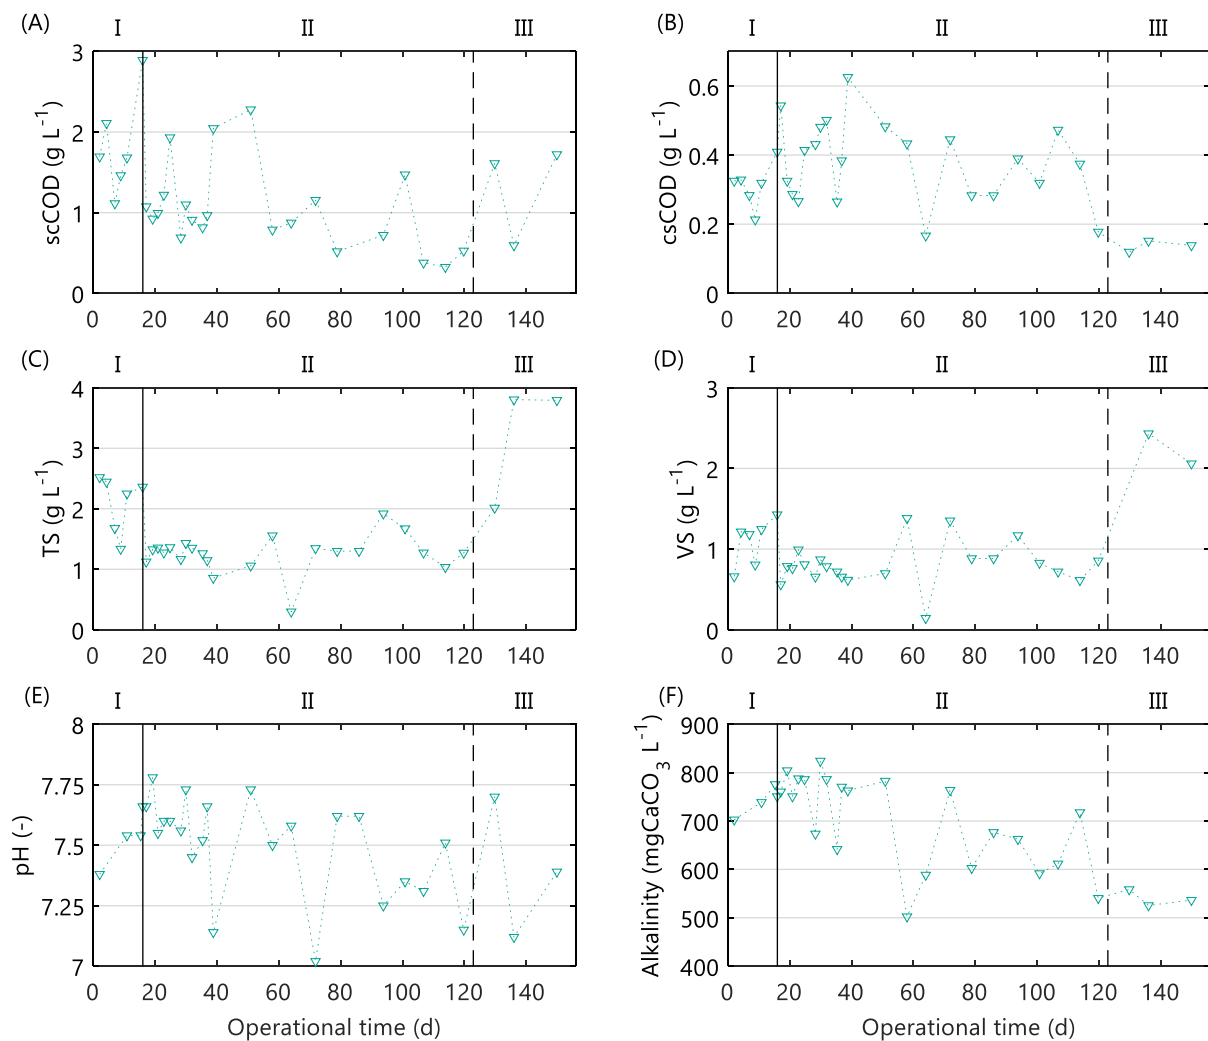 (A)
I
II
III
scCOD (g L-1)
3
2
1
0
0 20 40 60 80 100 120 140
(B)
I
II
III
cscCOD (g L-1)
0.6
0.4
0.2
0
0 20 40 60 80 100 120 140
(C)
I
II
III
TS (g L-1)
4
3
2
1
0
0 20 40 60 80 100 120 140
(D)
I
II
III
VS (g L-1)
3
2
1
0
0 20 40 60 80 100 120 140
(E)
I
II
III
pH (-)
8
7.75
7.5
7.25
7
0 20 40 60 80 100 120 140
Operational time (d)
(F)
I
II
III
Alkalinity (mgCaCO3 L-1)
900
800
700
600
500
400
0 20 40 60 80 100 120 140
Operational time (d)